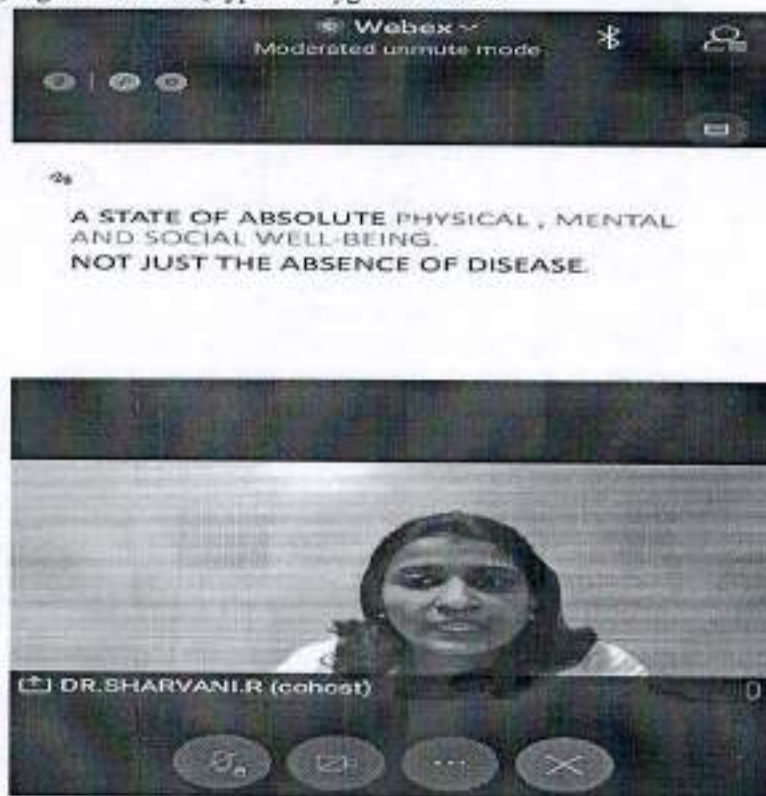 Webex
Moderated unmute mode
A STATE OF ABSOLUTE PHYSICAL , MENTAL
AND SOCIAL WELL-BEING.
NOT JUST THE ABSENCE OF DISEASE.
DR.SHARVANI.R (cohost)